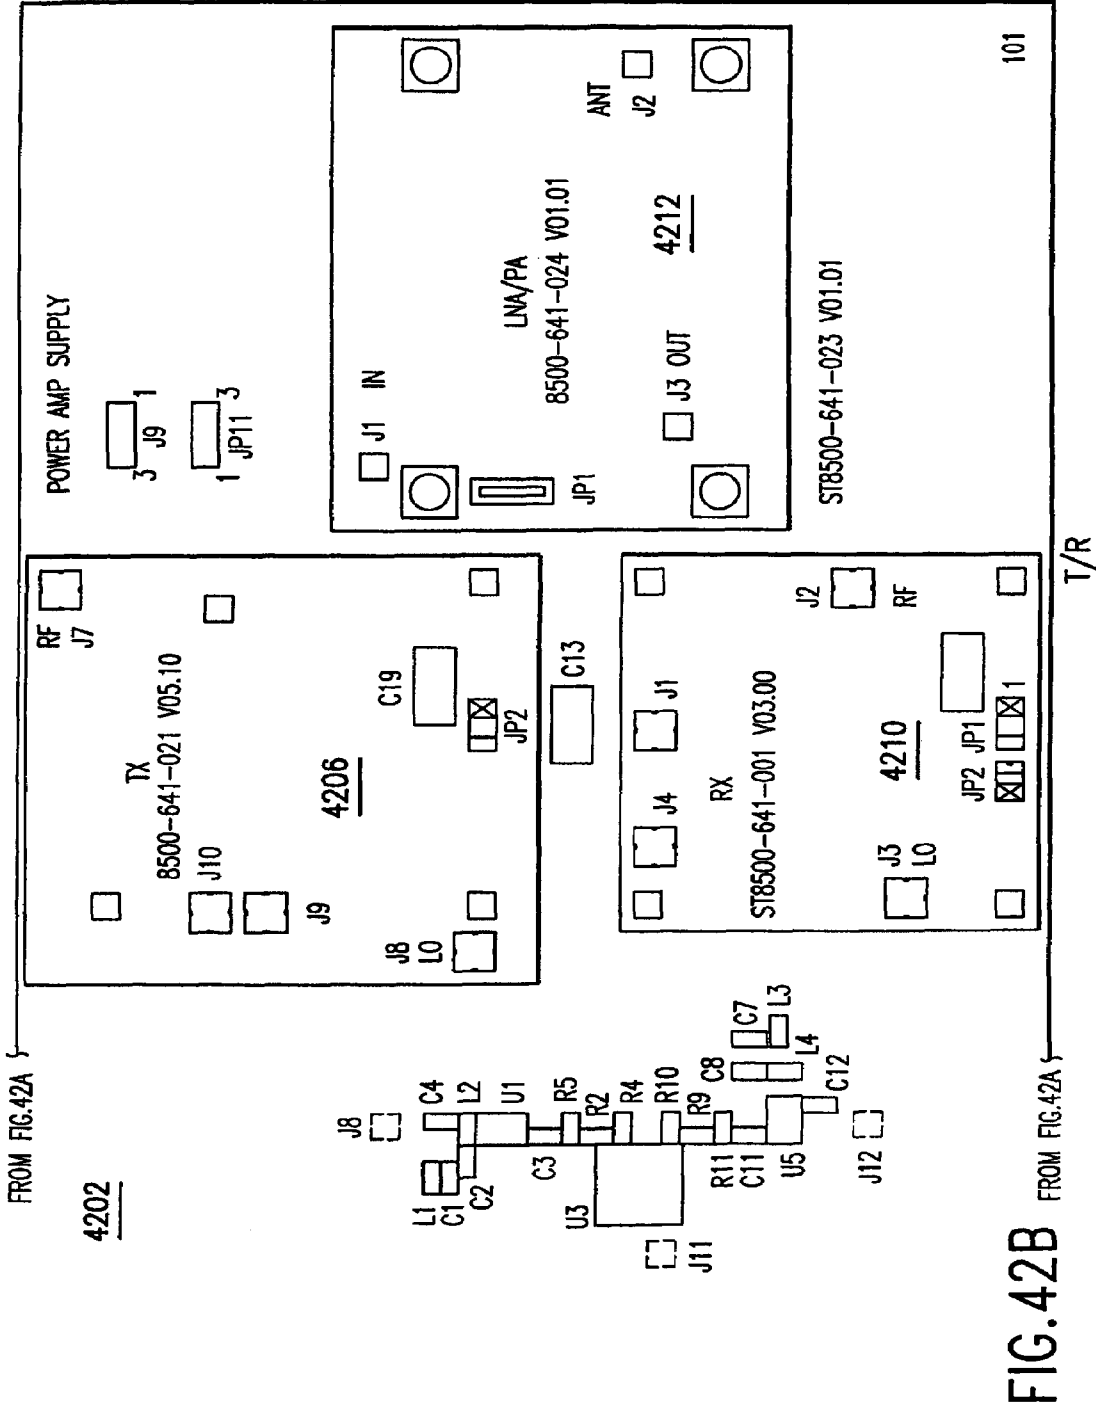 FROM FIG.42A
4202
J8
L1
C1
C2
C4
L2
U1
C3
R5
R2
R4
U3
J11
R10
R9
R11
C11
U5
C8
C7
L3
L4
C12
J12
TX
8500-641-021 V05.10
RF
J7
J10
J9
J8
LO
4206
C19
JP2
C13
POWER AMP SUPPLY
3 1
J9
1 3
JP11
J1 IN
LNA/PA
8500-641-024 V01.01
JP1
J3 OUT
4212
ANT
J2
ST8500-641-023 V01.01
J4
J1
RX
ST8500-641-001 V03.00
J2
RF
J3
LO
4210
JP2 JP1 1
101
T/R
FROM FIG.42A
FIG.42B